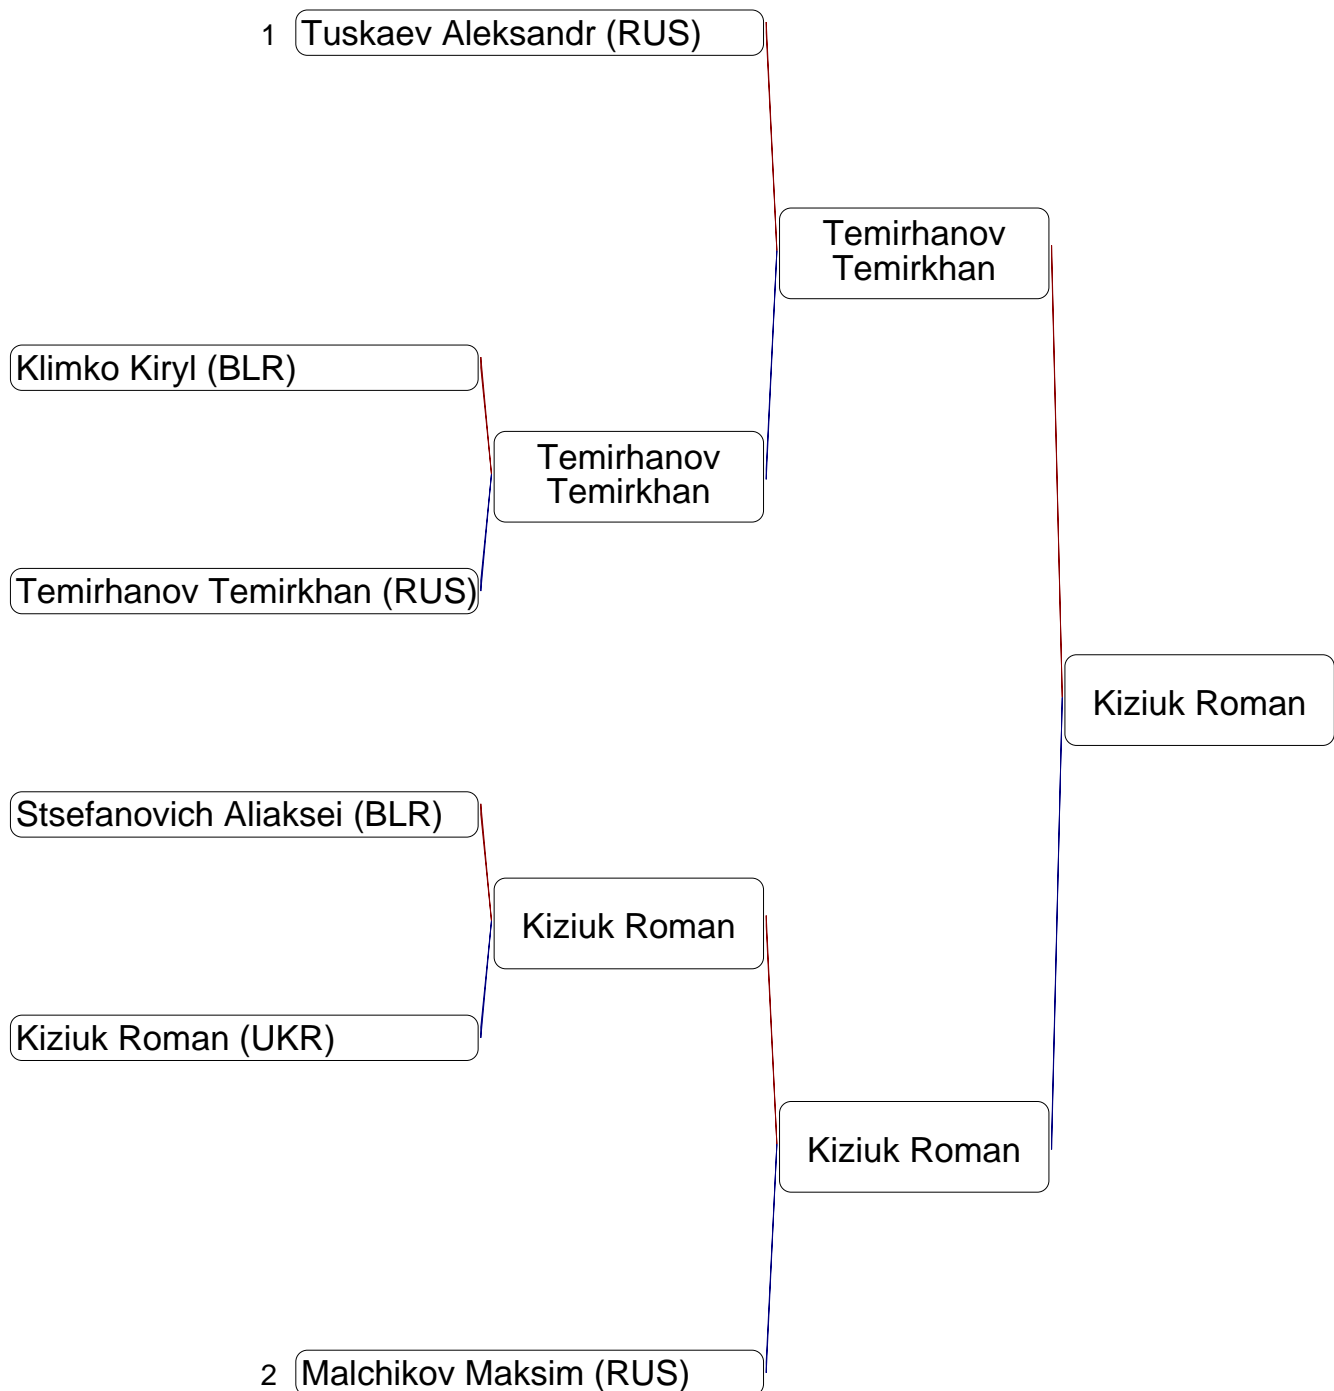 1 Tuskaev Aleksandr (RUS)
Temirhanov
Temirkhan
Klimko Kiryl (BLR)
Temirhanov
Temirkhan
Temirhanov Temirkhan (RUS)
Kiziuk Roman
Stsefanovich Aliaksei (BLR)
Kiziuk Roman
Kiziuk Roman (UKR)
Kiziuk Roman
2 Malchikov Maksim (RUS)